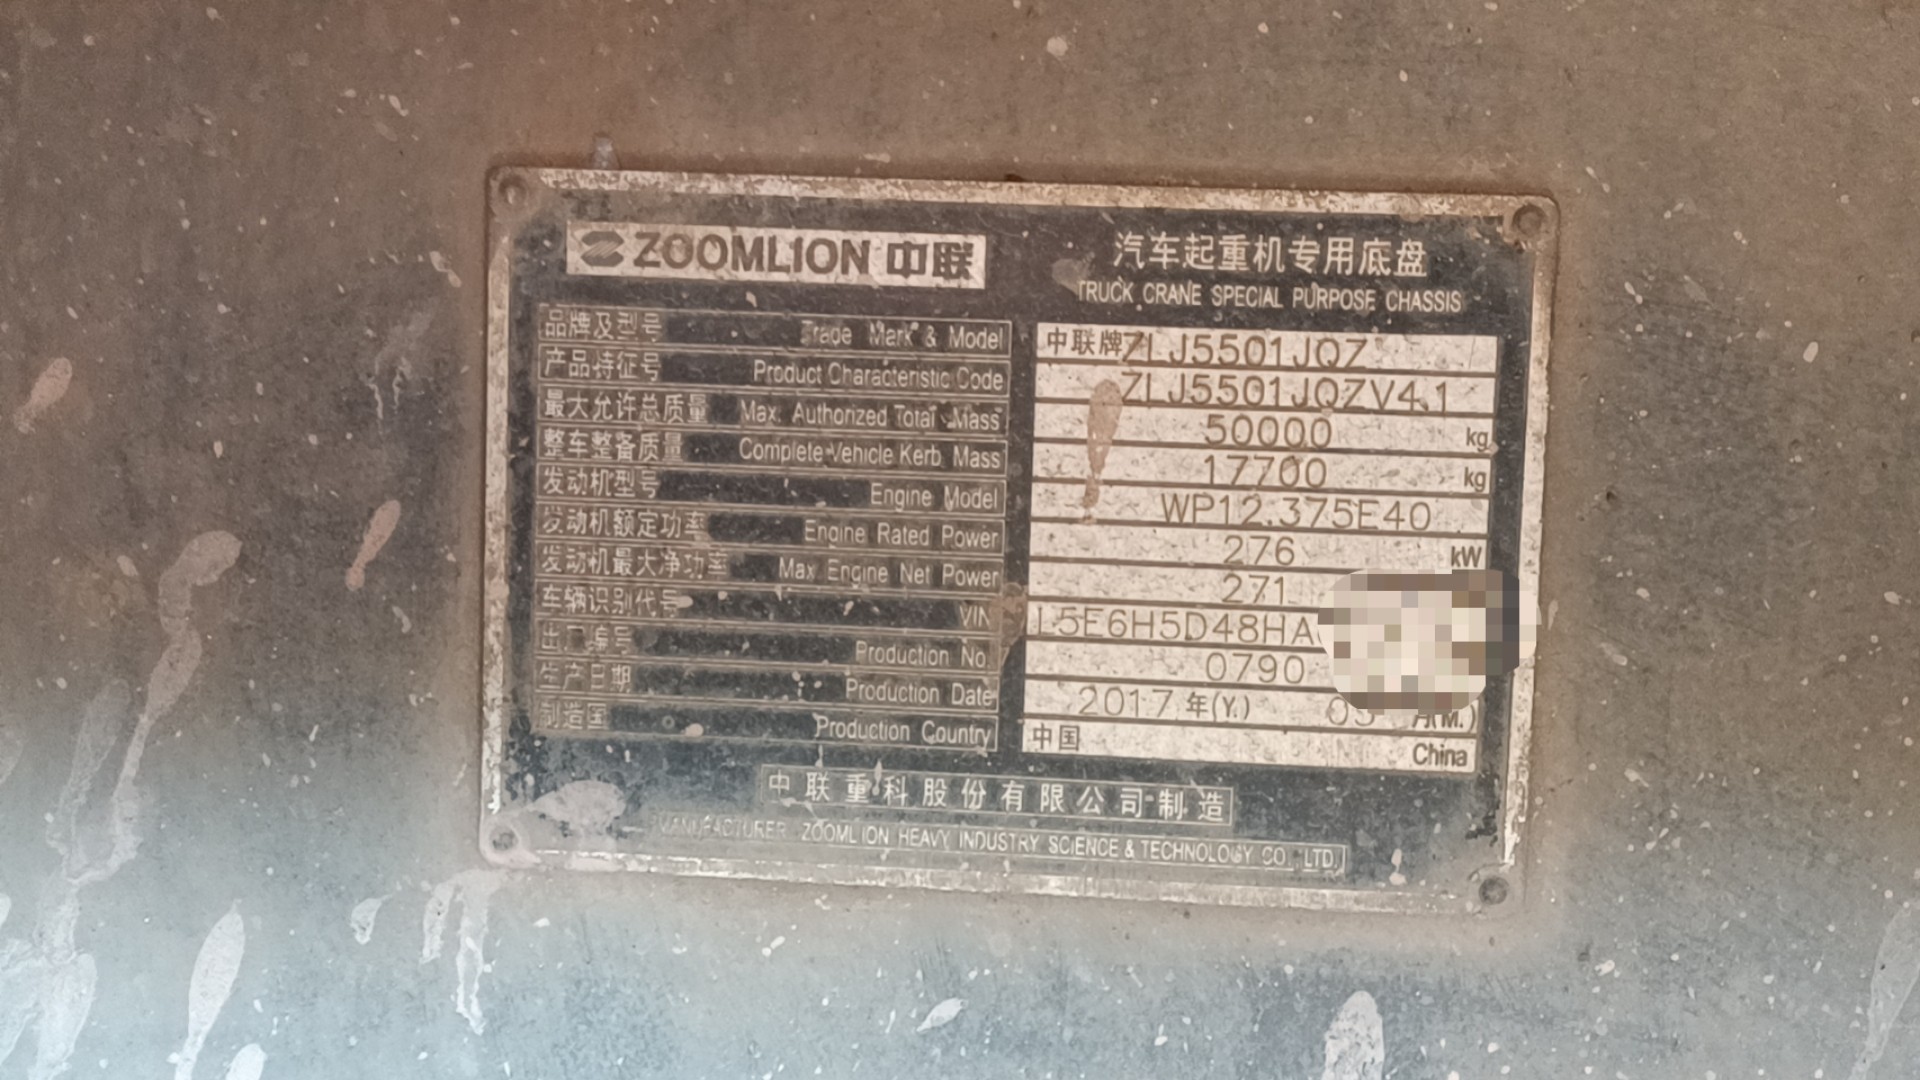 ZOOMLION 中联
汽车起重机专用底盘
TRUCK CRANE SPECIAL PURPOSE CHASSIS
品牌及型号 Trade Mark & Model 中联牌ZLJ5501JQZ
产品特征号 Product Characteristic Code ZLJ5501JQZV4.1
最大允许总质量 Max. Authorized Total Mass 50000 kg
整车整备质量 Complete Vehicle Kerb Mass 17700 kg
发动机型号 Engine Model WP12.375E40
发动机额定功率 Engine Rated Power 276 kW
发动机最大净功率 Max Engine Net Power 271
车辆识别代号 VIN L5E6H5D48HA
出厂编号 Production No. 0790
生产日期 Production Date 2017 年(Y.) 月(M.)
制造国 Production Country 中国 China
中联重科股份有限公司制造
MANUFACTURER ZOOMLION HEAVY INDUSTRY SCIENCE & TECHNOLOGY CO., LTD.